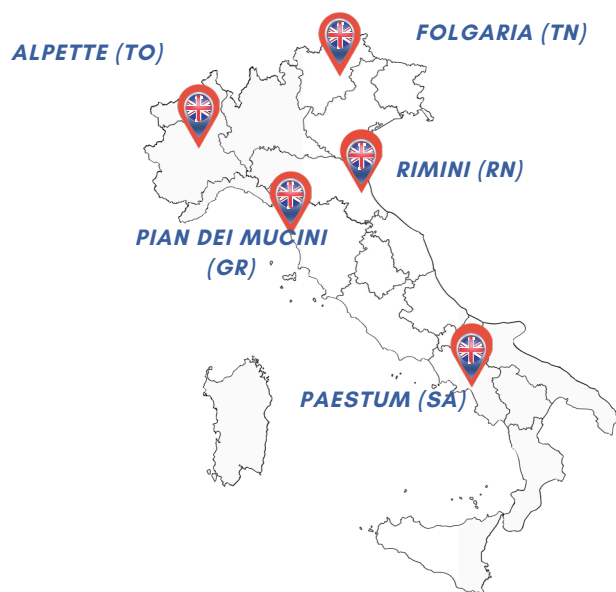 FOLGARIA (TN)
ALPETTE (TO)
RIMINI (RN)
PIAN DEI MUCINI
(GR)
PAESTUM (SA)